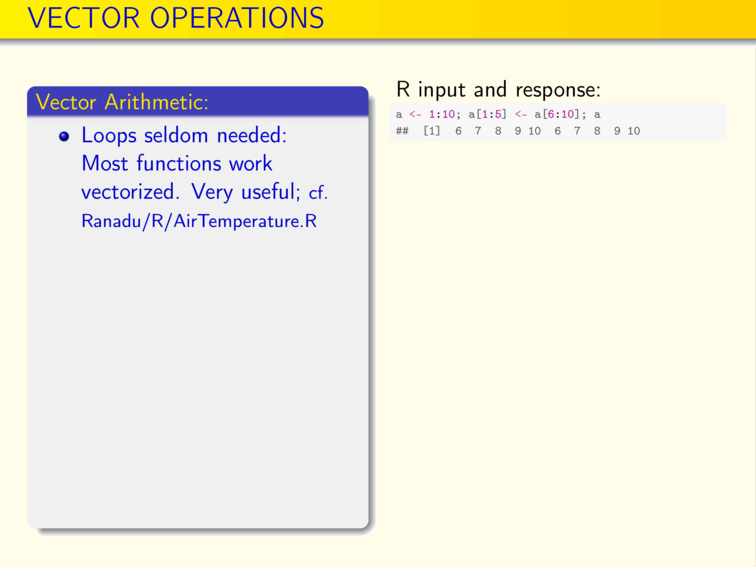 VECTOR OPERATIONS
Vector Arithmetic:
Loops seldom needed:
Most functions work
vectorized. Very useful; cf.
Ranadu/R/AirTemperature.R
R input and response:
a <- 1:10; a[1:5] <- a[6:10]; a
## [1] 6 7 8 9 10 6 7 8 9 10